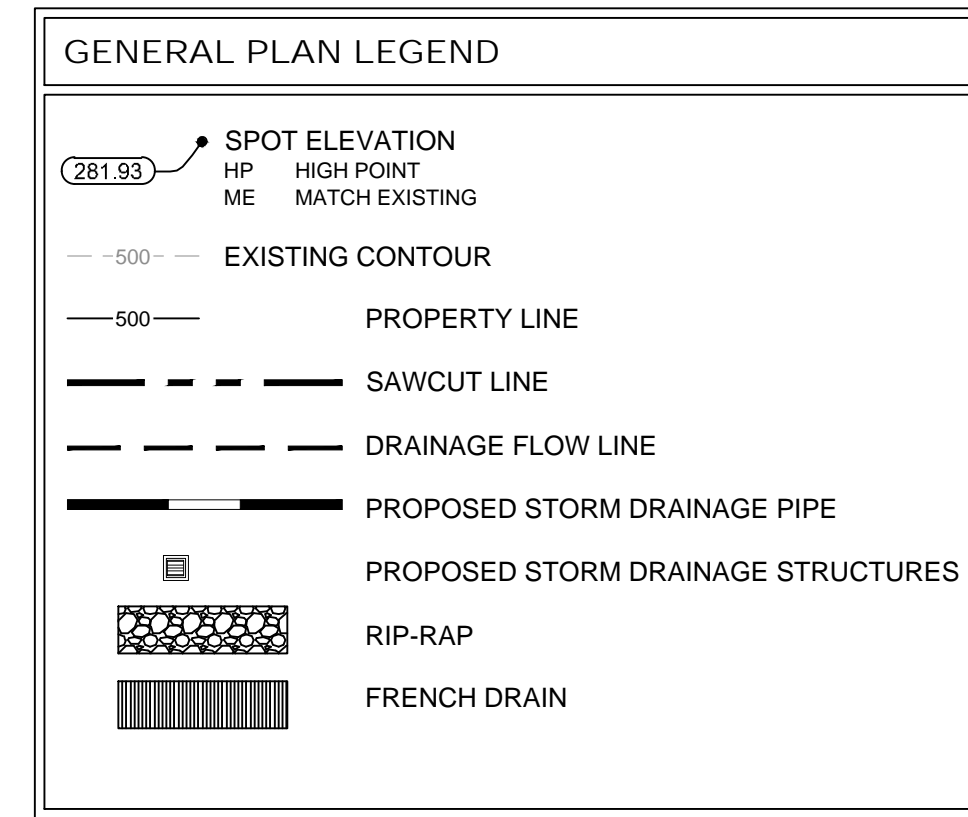 GENERAL PLAN LEGEND
281.93 SPOT ELEVATION
HP HIGH POINT
ME MATCH EXISTING
500 EXISTING CONTOUR
500 PROPERTY LINE
SAWCUT LINE
DRAINAGE FLOW LINE
PROPOSED STORM DRAINAGE PIPE
PROPOSED STORM DRAINAGE STRUCTURES
RIP-RAP
FRENCH DRAIN